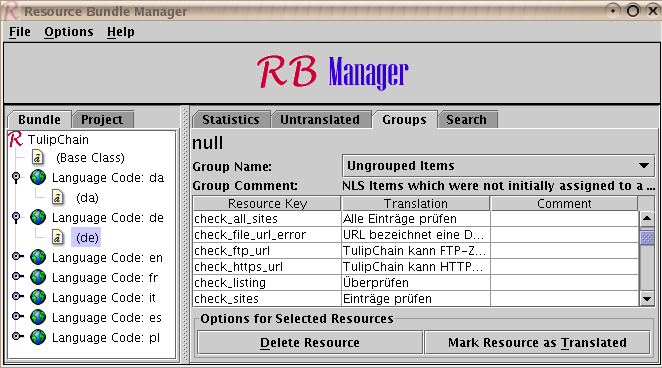 Resource Bundle Manager
File Options Help
RB Manager
Bundle Project
TulipChain
(Base Class)
Language Code: da
(da)
Language Code: de
(de)
Language Code: en
Language Code: fr
Language Code: it
Language Code: es
Language Code: pl
Statistics Untranslated Groups Search
null
Group Name: Ungrouped Items
Group Comment: NLS Items which were not initially assigned to a ...
Resource Key Translation Comment
check_all_sites Alle Einträge prüfen
check_file_url_error URL bezeichnet eine D...
check_ftp_url TulipChain kann FTP-Z...
check_https_url TulipChain kann HTTP...
check_listing Überprüfen
check_sites Einträge prüfen
Options for Selected Resources
Delete Resource Mark Resource as Translated